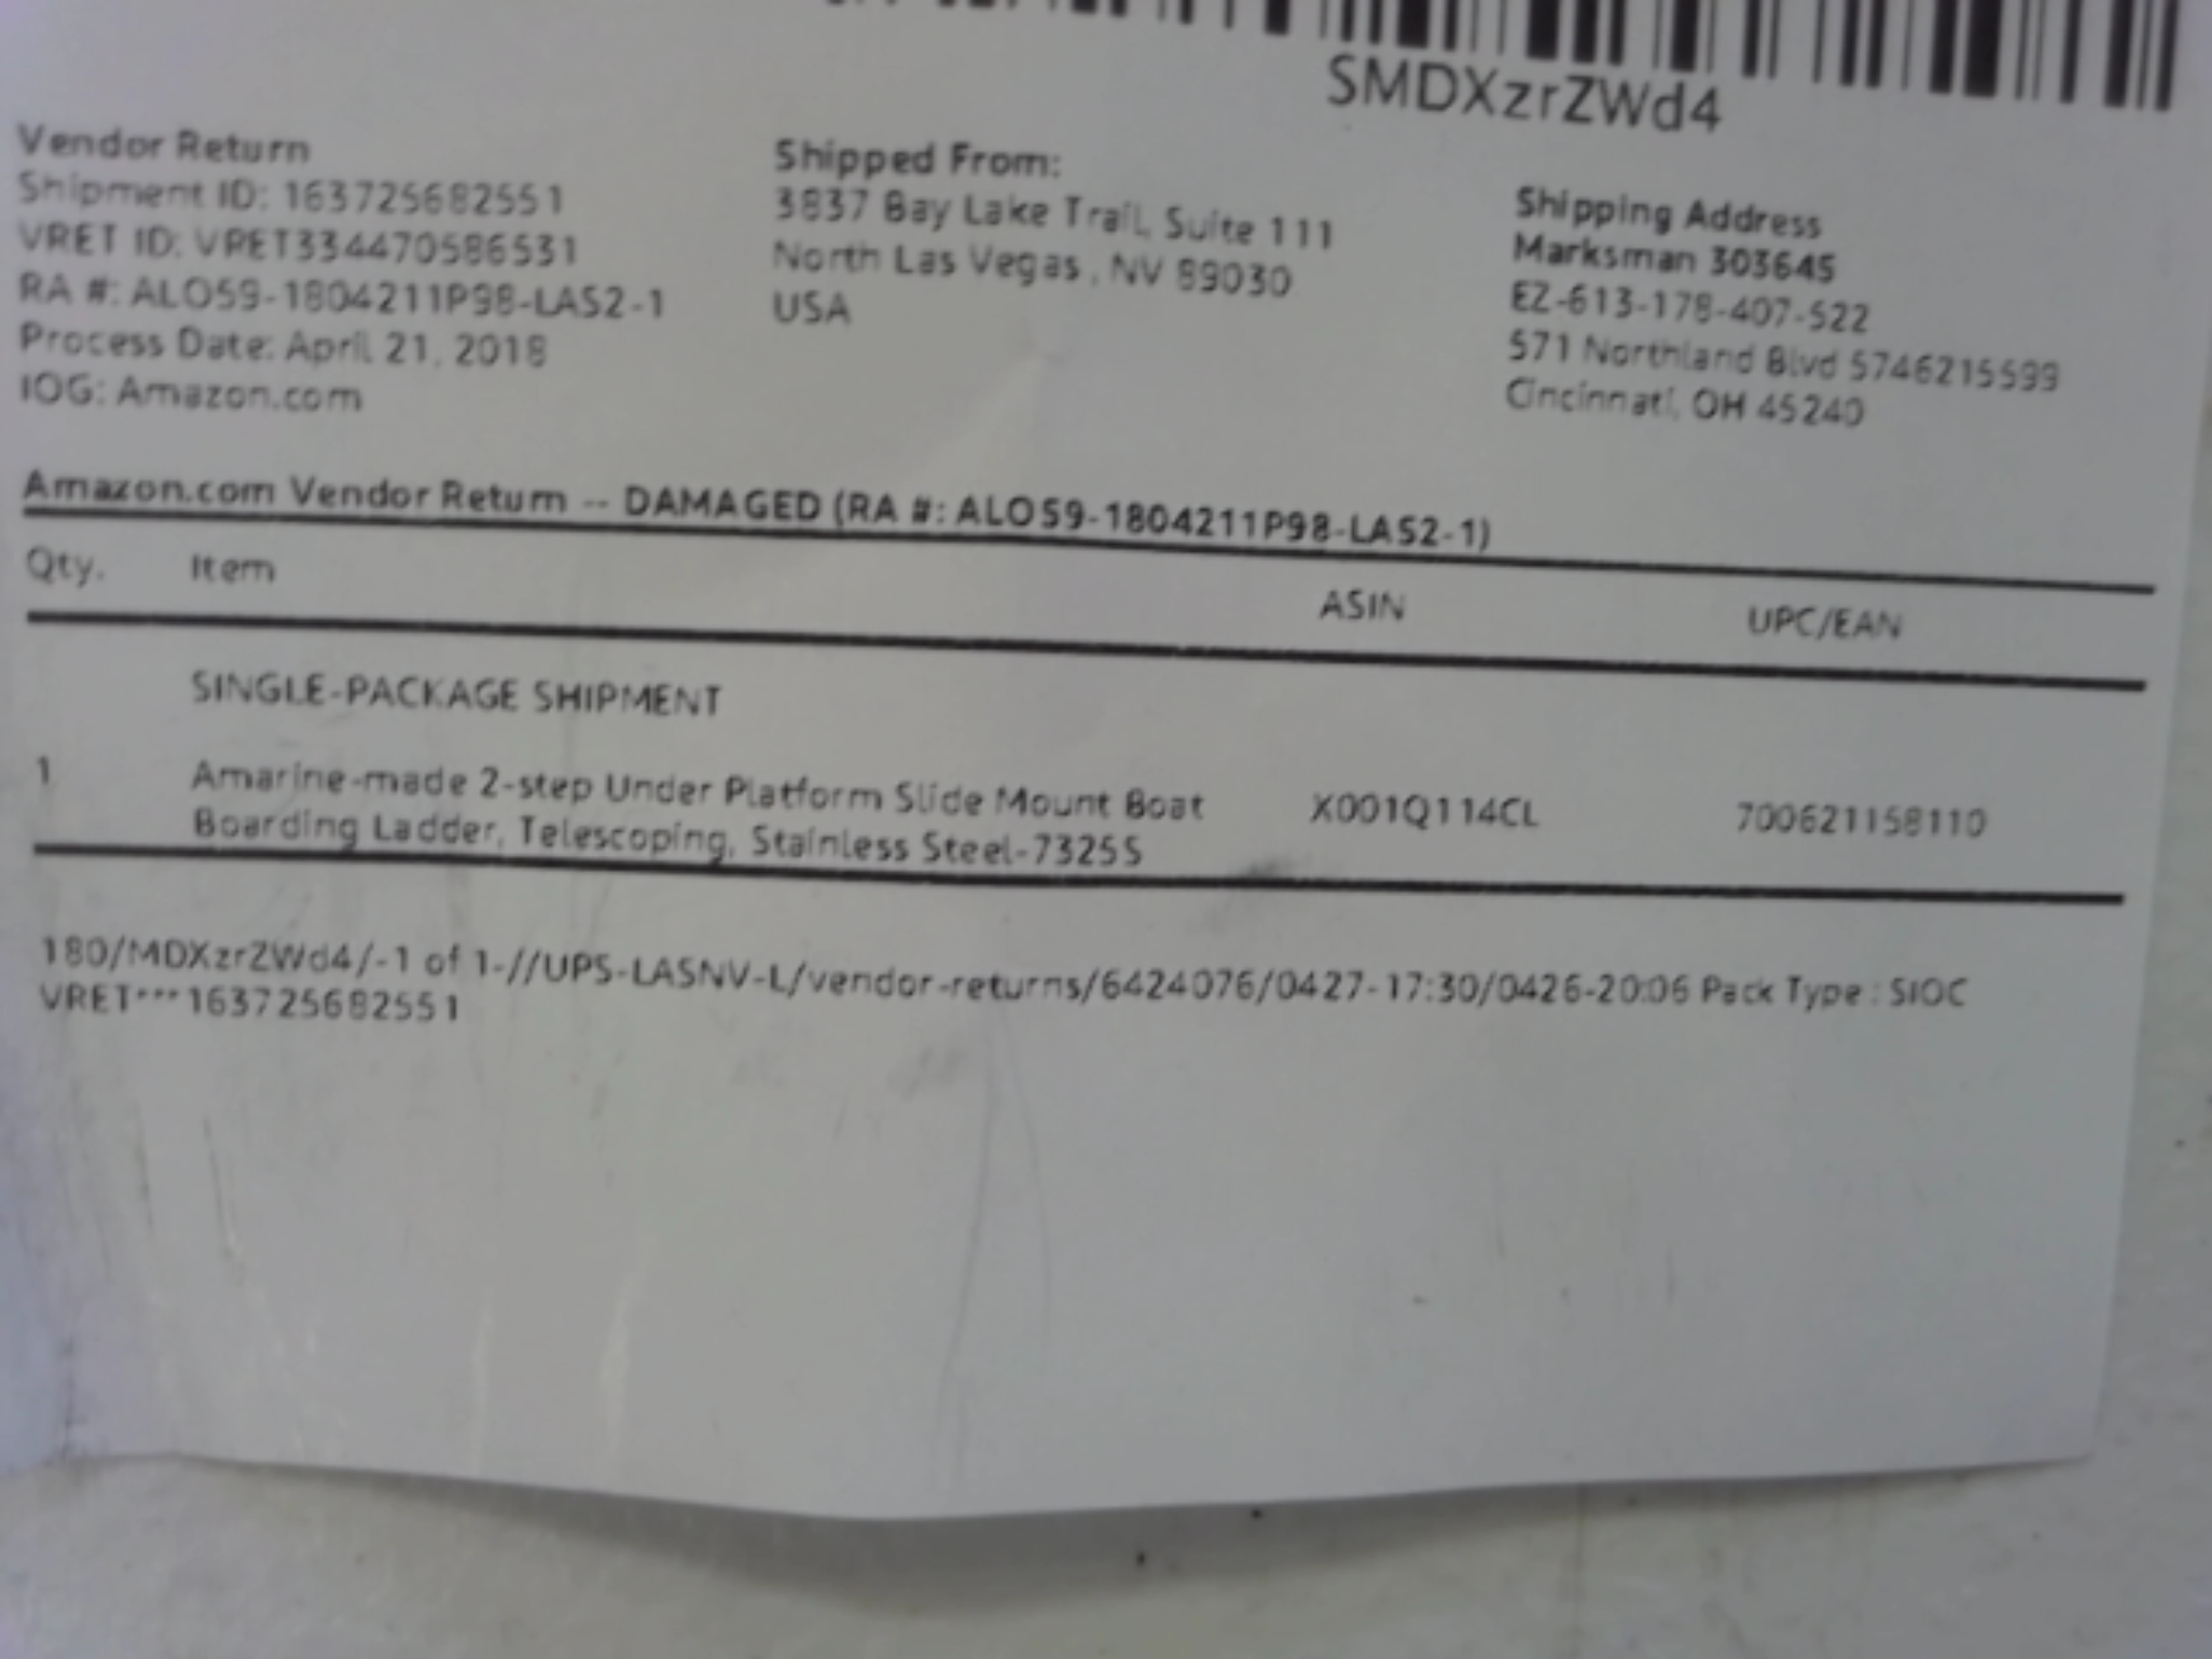 SMDXzrZWd4
Vendor Return
Shipment ID: 163725682551
VRET ID: VRET334470586531
RA #: ALO59-1804211P98-LAS2-1
Process Date: April 21, 2018
IOG: Amazon.com
Shipped From:
3837 Bay Lake Trail, Suite 111
North Las Vegas , NV 89030
USA
Shipping Address
Marksman 303645
EZ-613-178-407-522
571 Northland Blvd 5746215599
Cincinnati, OH 45240
Amazon.com Vendor Return -- DAMAGED (RA #: ALO59-1804211P98-LAS2-1)
Qty. Item ASIN UPC/EAN
SINGLE-PACKAGE SHIPMENT
1 Amarine-made 2-step Under Platform Slide Mount Boat X001Q114CL 700621158110
Boarding Ladder, Telescoping, Stainless Steel-7325S
180/MDXzrZWd4/-1 of 1-//UPS-LASNV-L/vendor-returns/6424076/0427-17:30/0426-20:06 Pack Type : SIOC
VRET***163725682551